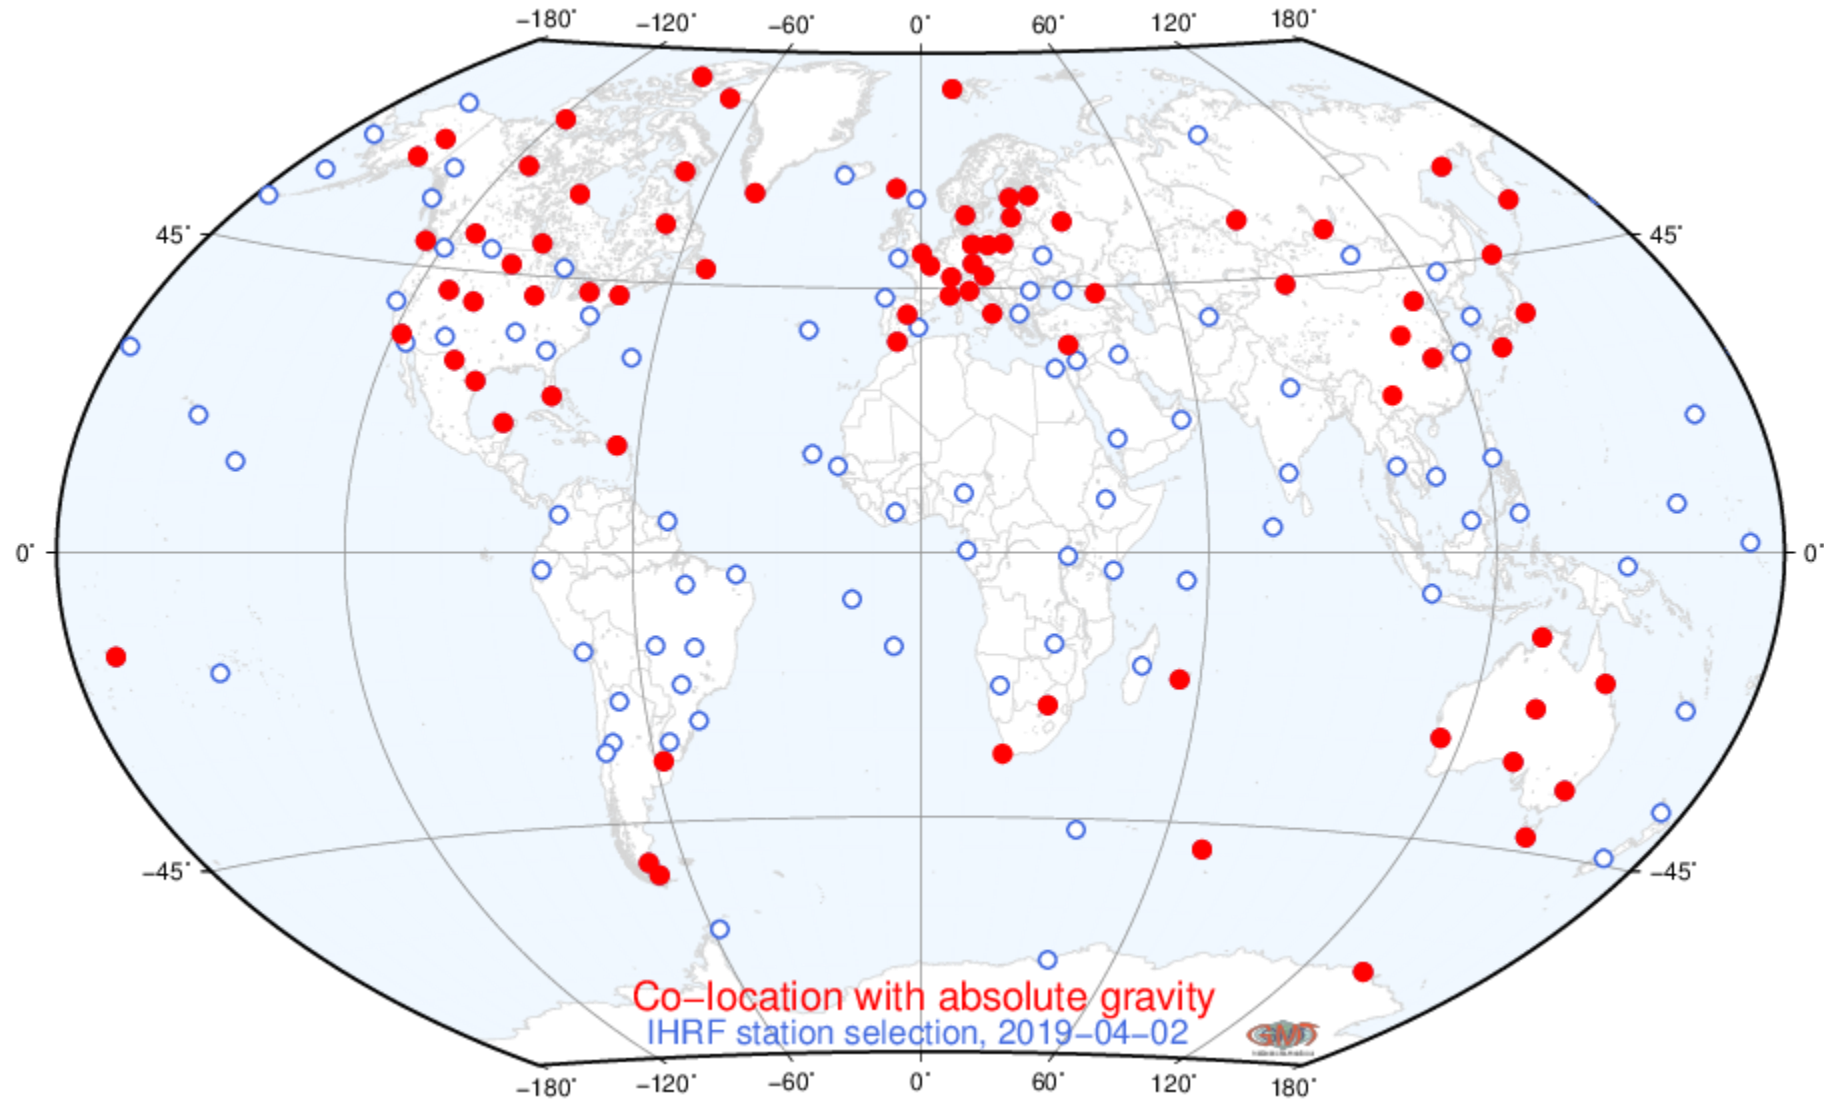 −180° −120° −60° 0° 60° 120° 180°
45° 45°
0° 0°
−45° −45°
Co−location with absolute gravity
IHRF station selection, 2019−04−02
GMT
−180° −120° −60° 0° 60° 120° 180°